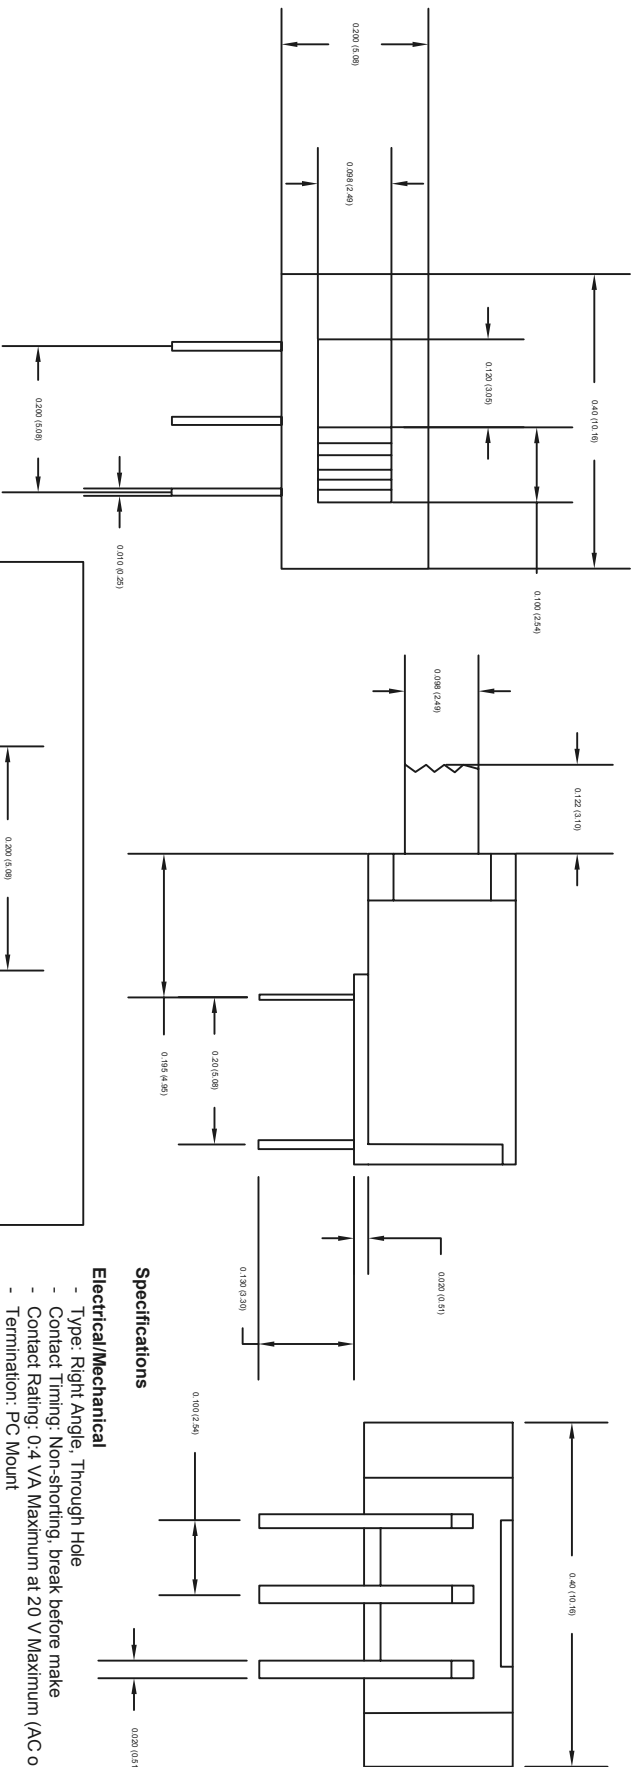 0.200 (5.08)
0.098 (2.49)
0.40 (10.16)
0.120 (3.05)
0.100 (2.54)
0.200 (5.08)
0.010 (0.25)
0.098 (2.49)
0.122 (3.10)
0.195 (4.95)
0.20 (5.08)
0.020 (0.51)
0.130 (3.30)
0.200 (5.08)
0.40 (10.16)
0.100 (2.54)
0.020 (0.51
Specifications
Electrical/Mechanical
- Type: Right Angle, Through Hole
- Contact Timing: Non-shorting, break before make
- Contact Rating: 0.4 VA Maximum at 20 V Maximum (AC o
- Termination: PC Mount